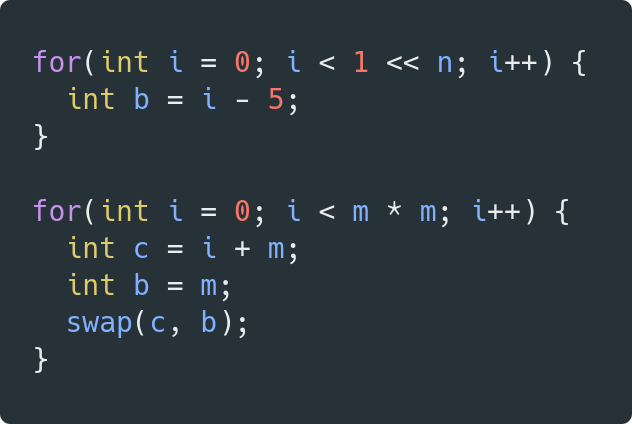 for(int i = 0; i < 1 << n; i++) {
  int b = i - 5;
}

for(int i = 0; i < m * m; i++) {
  int c = i + m;
  int b = m;
  swap(c, b);
}